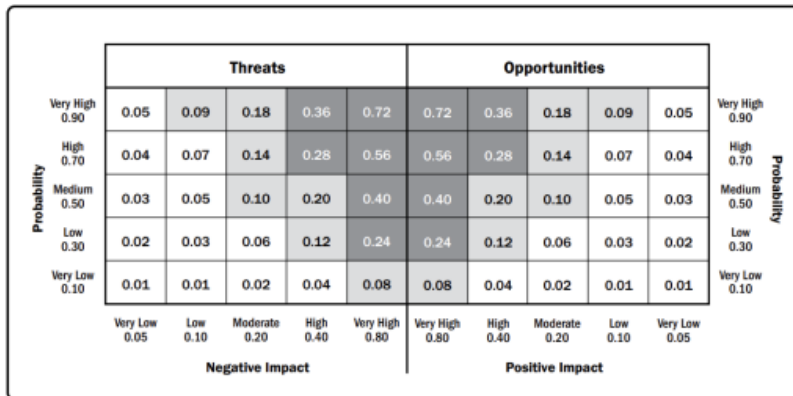 Threats Opportunities
Very High 0.90 0.05 0.09 0.18 0.36 0.72 0.72 0.36 0.18 0.09 0.05 Very High 0.90
High 0.70 0.04 0.07 0.14 0.28 0.56 0.56 0.28 0.14 0.07 0.04 High 0.70
Medium 0.50 0.03 0.05 0.10 0.20 0.40 0.40 0.20 0.10 0.05 0.03 Medium 0.50
Low 0.30 0.02 0.03 0.06 0.12 0.24 0.24 0.12 0.06 0.03 0.02 Low 0.30
Very Low 0.10 0.01 0.01 0.02 0.04 0.08 0.08 0.04 0.02 0.01 0.01 Very Low 0.10
Probability
Probability
Very Low Low Moderate High Very High Very High High Moderate Low Very Low
0.05 0.10 0.20 0.40 0.80 0.80 0.40 0.20 0.10 0.05
Negative Impact Positive Impact